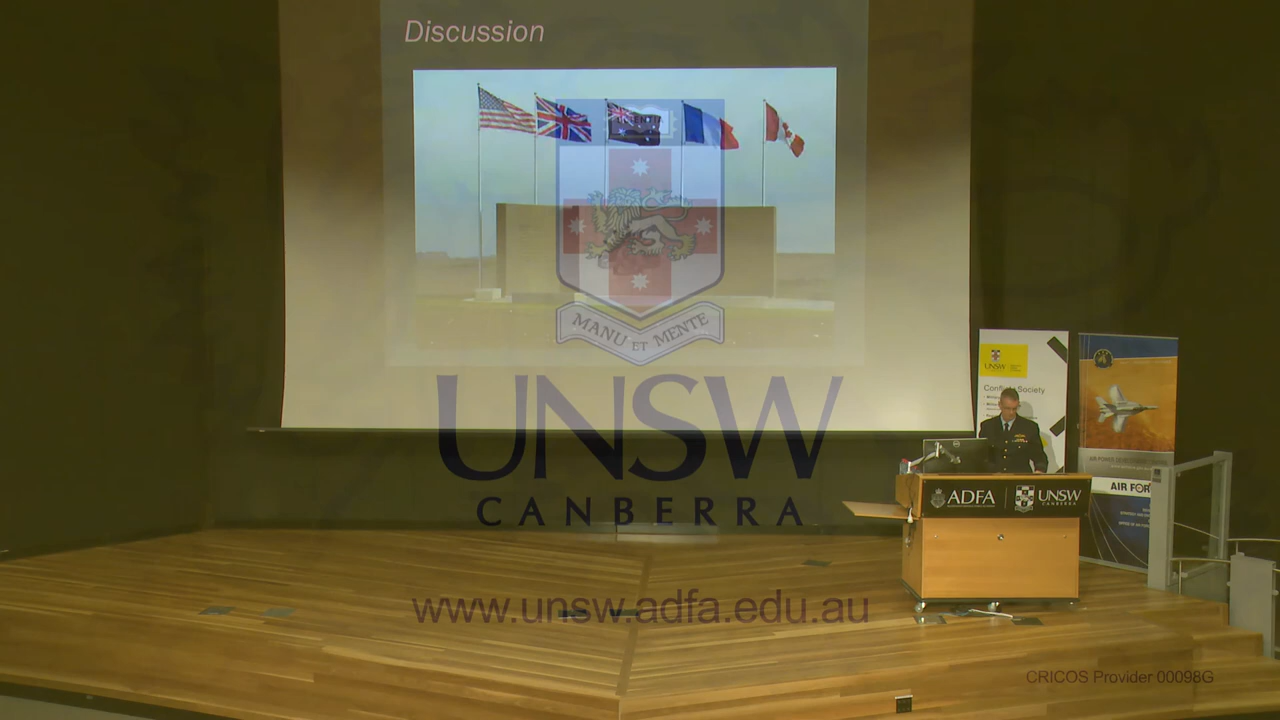 Discussion
SCIENTIA
MANU ET MENTE
UNSW
CANBERRA
www.unsw.adfa.edu.au
CRICOS Provider 00098G
UNSW
Conflict Society
ADFA
UNSW
CANBERRA
AIR FOR